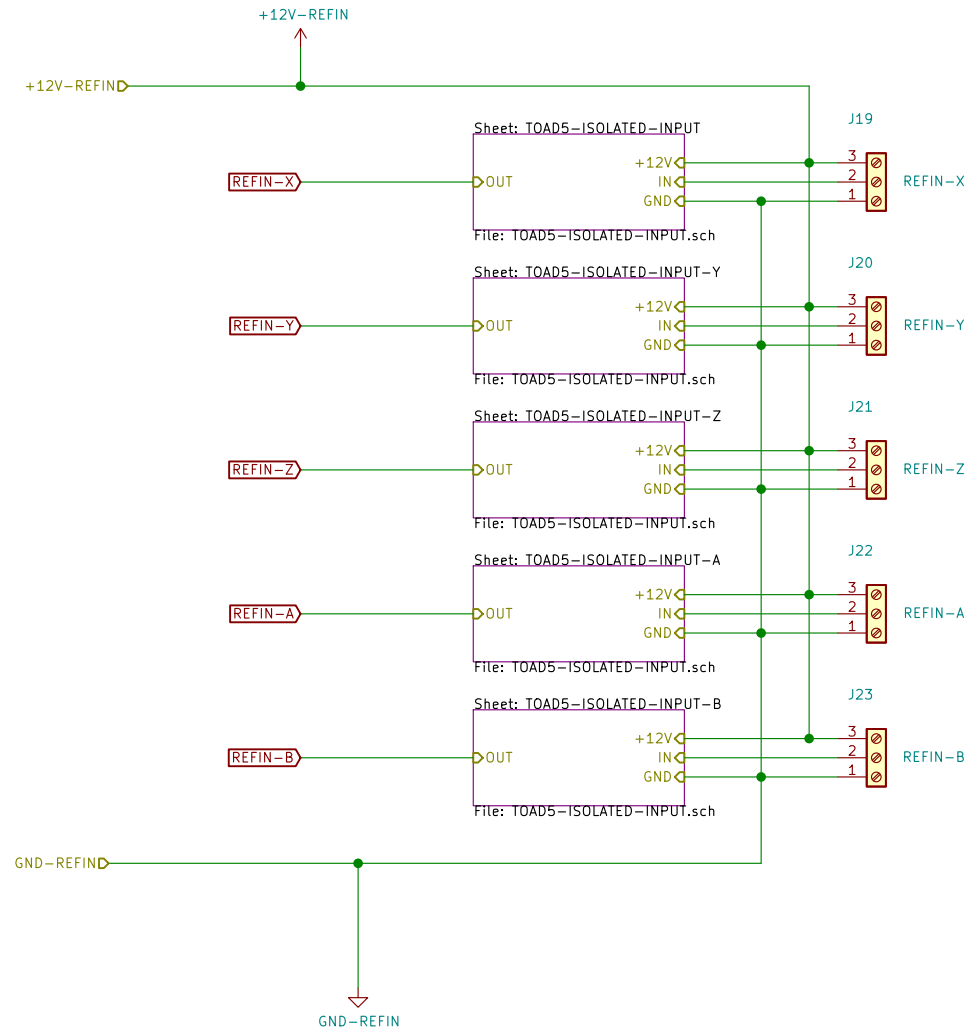 +12V-REFIN
+12V-REFIN
J19
Sheet: TOAD5-ISOLATED-INPUT
+12V 3
REFIN-X OUT IN 2 REFIN-X
GND 1
File: TOAD5-ISOLATED-INPUT.sch
J20
Sheet: TOAD5-ISOLATED-INPUT-Y
+12V 3
REFIN-Y OUT IN 2 REFIN-Y
GND 1
File: TOAD5-ISOLATED-INPUT.sch
J21
Sheet: TOAD5-ISOLATED-INPUT-Z
+12V 3
REFIN-Z OUT IN 2 REFIN-Z
GND 1
File: TOAD5-ISOLATED-INPUT.sch
J22
Sheet: TOAD5-ISOLATED-INPUT-A
+12V 3
REFIN-A OUT IN 2 REFIN-A
GND 1
File: TOAD5-ISOLATED-INPUT.sch
J23
Sheet: TOAD5-ISOLATED-INPUT-B
+12V 3
REFIN-B OUT IN 2 REFIN-B
GND 1
File: TOAD5-ISOLATED-INPUT.sch
GND-REFIN
GND-REFIN